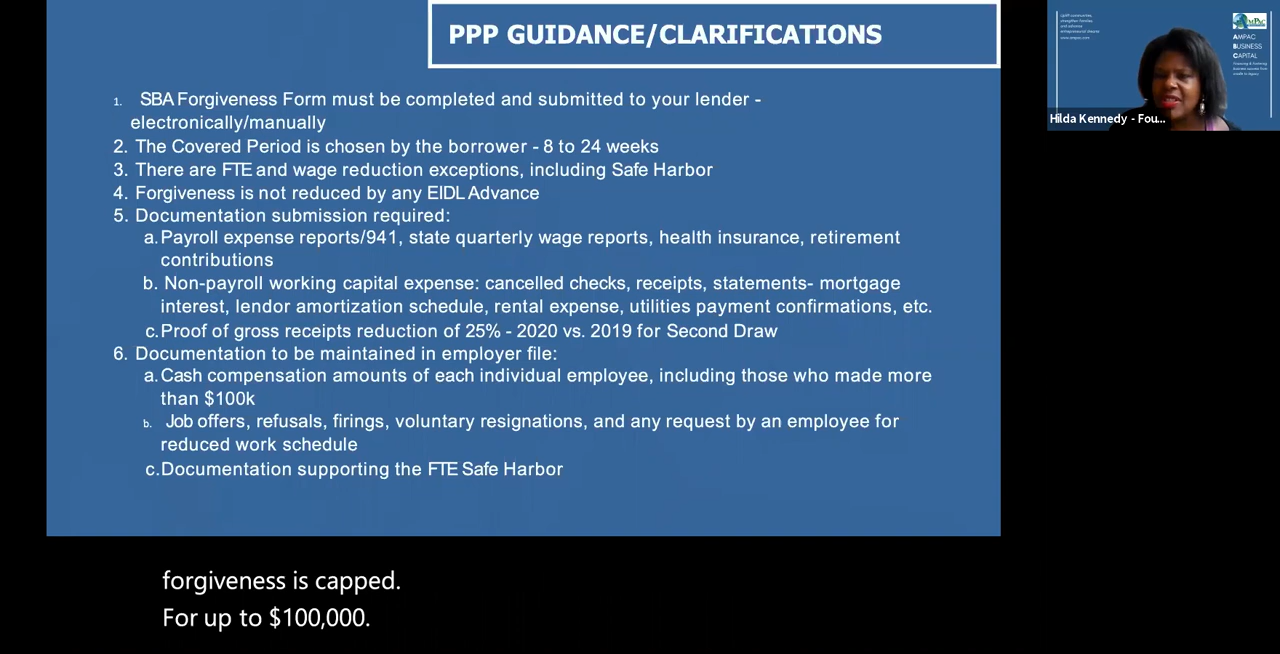 PPP GUIDANCE/CLARIFICATIONS
1. SBA Forgiveness Form must be completed and submitted to your lender -
electronically/manually
2. The Covered Period is chosen by the borrower - 8 to 24 weeks
3. There are FTE and wage reduction exceptions, including Safe Harbor
4. Forgiveness is not reduced by any EIDL Advance
5. Documentation submission required:
a. Payroll expense reports/941, state quarterly wage reports, health insurance, retirement
contributions
b. Non-payroll working capital expense: cancelled checks, receipts, statements- mortgage
interest, lendor amortization schedule, rental expense, utilities payment confirmations, etc.
c. Proof of gross receipts reduction of 25% - 2020 vs. 2019 for Second Draw
6. Documentation to be maintained in employer file:
a. Cash compensation amounts of each individual employee, including those who made more
than $100k
b. Job offers, refusals, firings, voluntary resignations, and any request by an employee for
reduced work schedule
c. Documentation supporting the FTE Safe Harbor
AMPAC
BUSINESS
CAPITAL
Hilda Kennedy - Fou...
forgiveness is capped.
For up to $100,000.